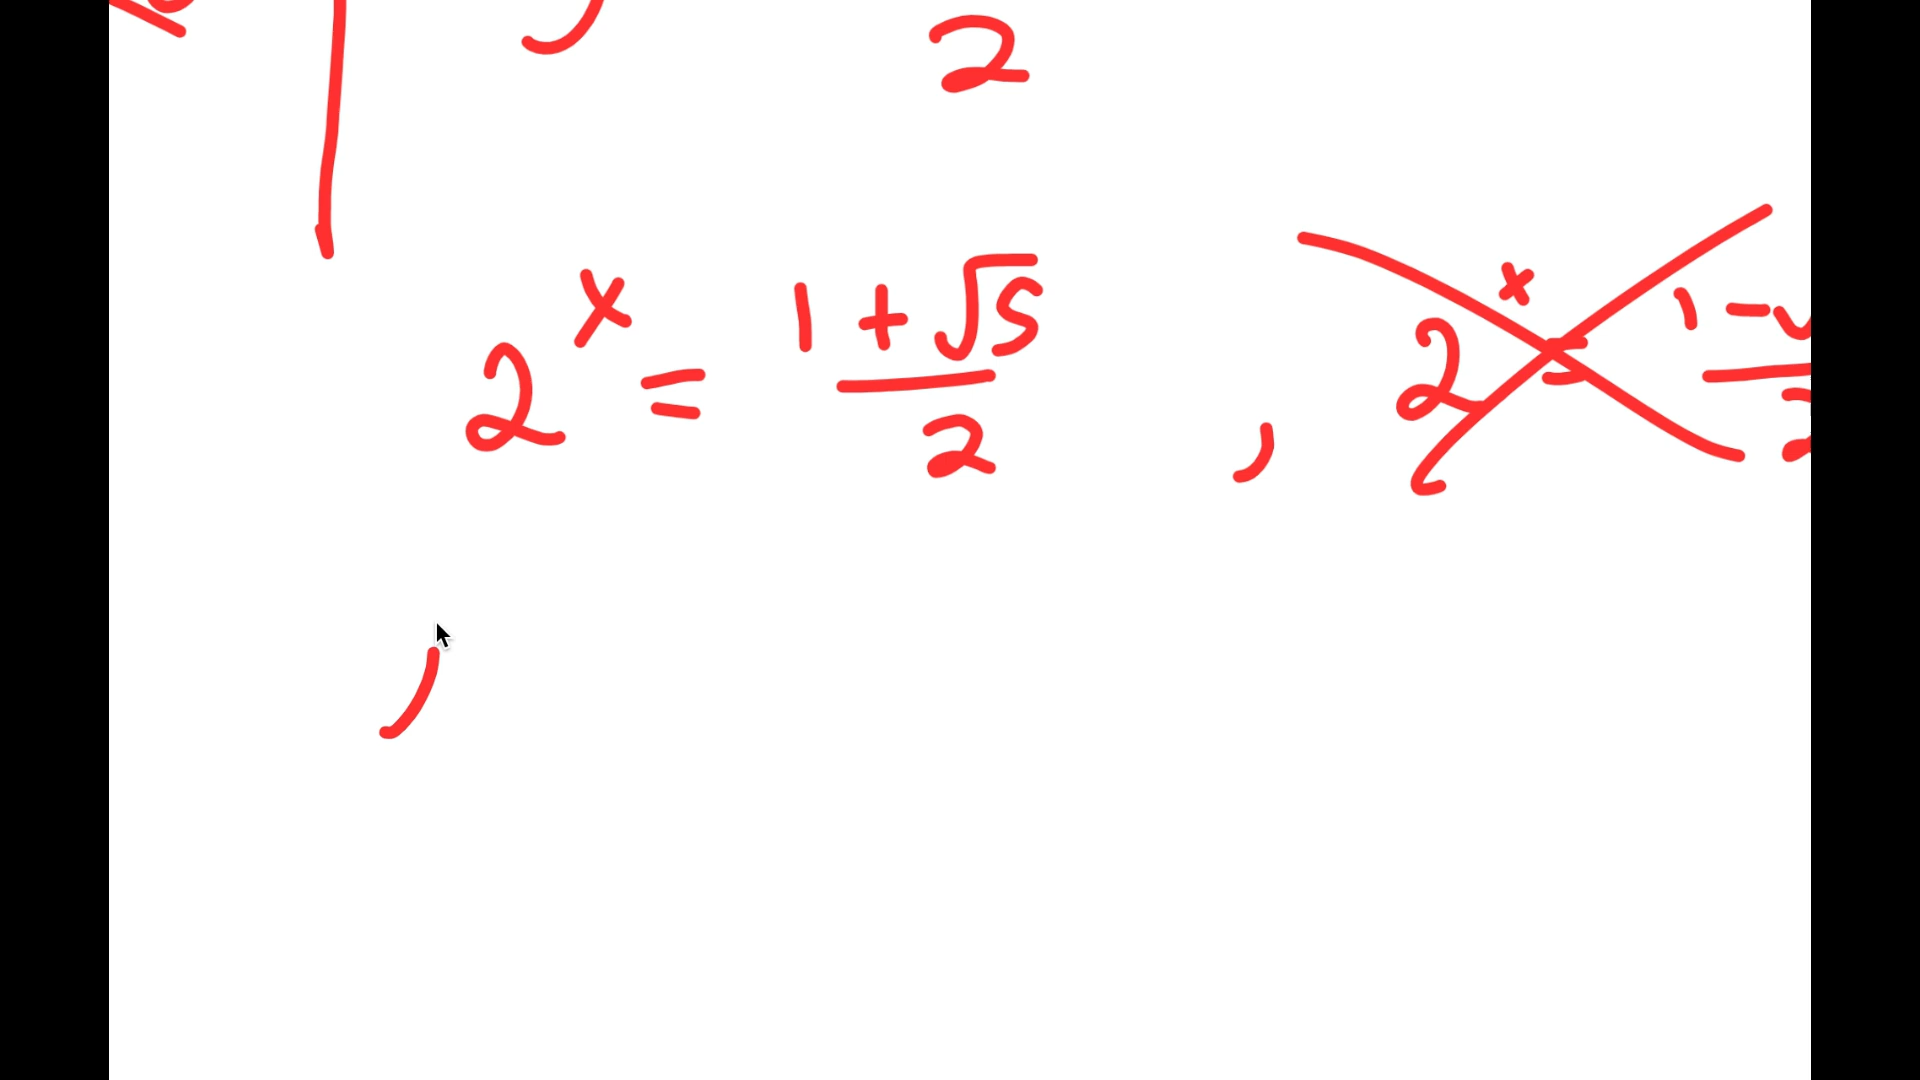 2
2^x = (1 + √5)/2 , 2^x = 1 -